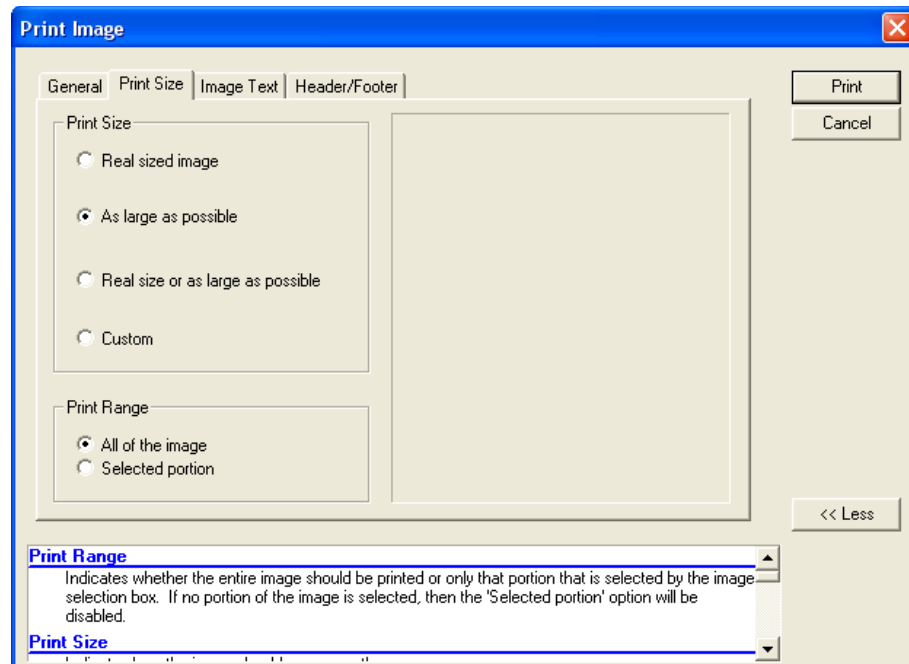 Print Image
General Print Size Image Text Header/Footer
Print
Cancel
Print Size
Real sized image
As large as possible
Real size or as large as possible
Custom
Print Range
All of the image
Selected portion
<< Less
Print Range
Indicates whether the entire image should be printed or only that portion that is selected by the image
selection box. If no portion of the image is selected, then the 'Selected portion' option will be
disabled.
Print Size